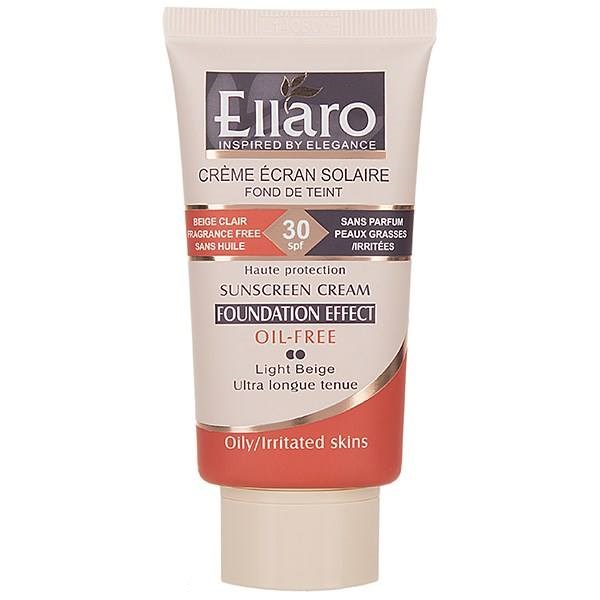 Ellaro
INSPIRED BY ELEGANCE
CRÈME ÉCRAN SOLAIRE
FOND DE TEINT
BEIGE CLAIR
FRAGRANCE FREE
SANS HUILE
30
spf
SANS PARFUM
PEAUX GRASSES
/IRRITÉES
Haute protection
SUNSCREEN CREAM
FOUNDATION EFFECT
OIL-FREE
Light Beige
Ultra longue tenue
Oily/Irritated skins